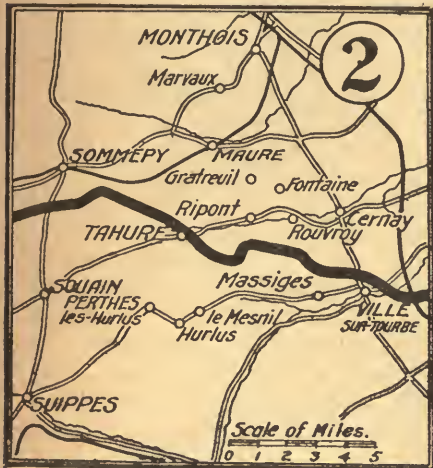 MONTHOIS
2
Marvaux
SOMMEPY
MAURE
Gratreuil
Fontaine
Ripont
Cernay
TAHURE
Rouvroy
SOUAIN
PERTHES
les-Hurlus
Massiges
le Mesnil
Hurlus
VILLE
SUR-TOURBE
SUIPPES
Scale of Miles.
0 1 2 3 4 5